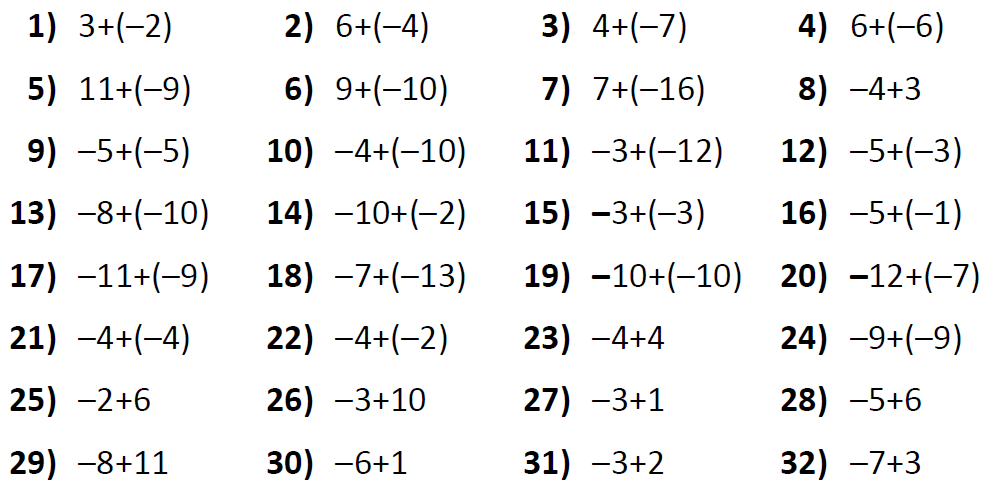 1) 3+(–2) 2) 6+(–4) 3) 4+(–7) 4) 6+(–6)
5) 11+(–9) 6) 9+(–10) 7) 7+(–16) 8) –4+3
9) –5+(–5) 10) –4+(–10) 11) –3+(–12) 12) –5+(–3)
13) –8+(–10) 14) –10+(–2) 15) –3+(–3) 16) –5+(–1)
17) –11+(–9) 18) –7+(–13) 19) –10+(–10) 20) –12+(–7)
21) –4+(–4) 22) –4+(–2) 23) –4+4 24) –9+(–9)
25) –2+6 26) –3+10 27) –3+1 28) –5+6
29) –8+11 30) –6+1 31) –3+2 32) –7+3